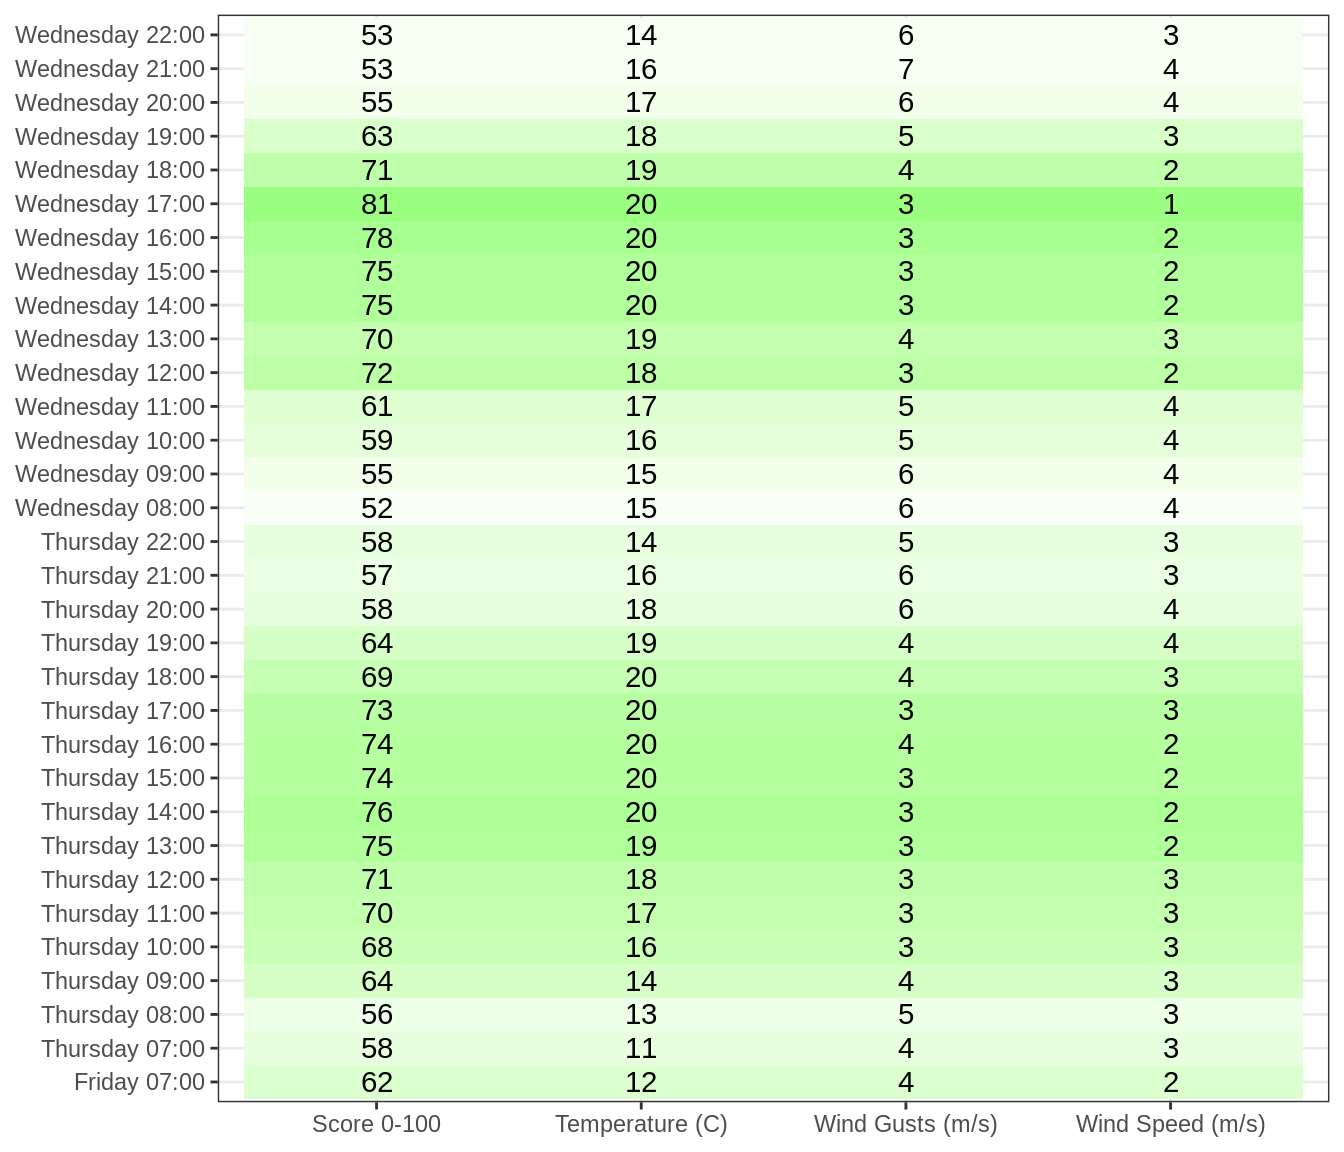 Wednesday 22:00 53 14 6 3
Wednesday 21:00 53 16 7 4
Wednesday 20:00 55 17 6 4
Wednesday 19:00 63 18 5 3
Wednesday 18:00 71 19 4 2
Wednesday 17:00 81 20 3 1
Wednesday 16:00 78 20 3 2
Wednesday 15:00 75 20 3 2
Wednesday 14:00 75 20 3 2
Wednesday 13:00 70 19 4 3
Wednesday 12:00 72 18 3 2
Wednesday 11:00 61 17 5 4
Wednesday 10:00 59 16 5 4
Wednesday 09:00 55 15 6 4
Wednesday 08:00 52 15 6 4
Thursday 22:00 58 14 5 3
Thursday 21:00 57 16 6 3
Thursday 20:00 58 18 6 4
Thursday 19:00 64 19 4 4
Thursday 18:00 69 20 4 3
Thursday 17:00 73 20 3 3
Thursday 16:00 74 20 4 2
Thursday 15:00 74 20 3 2
Thursday 14:00 76 20 3 2
Thursday 13:00 75 19 3 2
Thursday 12:00 71 18 3 3
Thursday 11:00 70 17 3 3
Thursday 10:00 68 16 3 3
Thursday 09:00 64 14 4 3
Thursday 08:00 56 13 5 3
Thursday 07:00 58 11 4 3
Friday 07:00 62 12 4 2
Score 0-100 Temperature (C) Wind Gusts (m/s) Wind Speed (m/s)